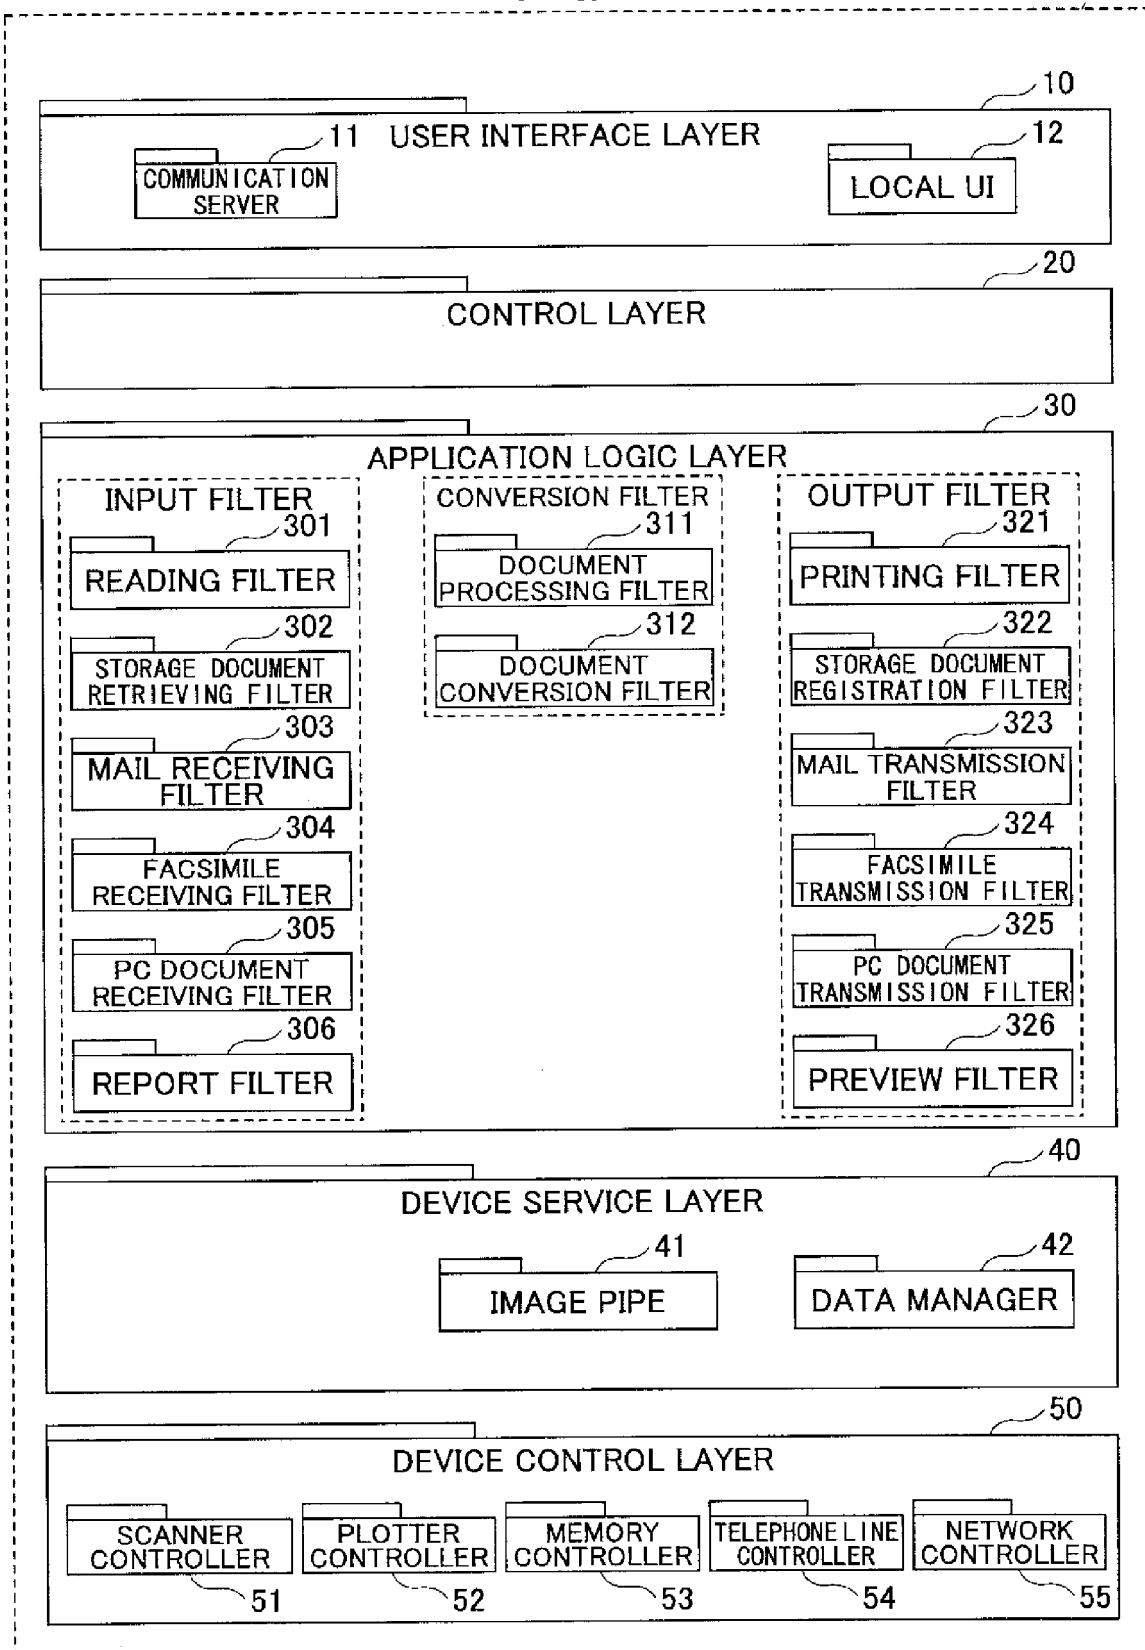 10
USER INTERFACE LAYER
11
12
COMMUNICATION
SERVER
LOCAL UI
20
CONTROL LAYER
30
APPLICATION LOGIC LAYER
INPUT FILTER
301
READING FILTER
302
STORAGE DOCUMENT
RETRIEVING FILTER
303
MAIL RECEIVING
FILTER
304
FACSIMILE
RECEIVING FILTER
305
PC DOCUMENT
RECEIVING FILTER
306
REPORT FILTER
CONVERSION FILTER
311
DOCUMENT
PROCESSING FILTER
312
DOCUMENT
CONVERSION FILTER
OUTPUT FILTER
321
PRINTING FILTER
322
STORAGE DOCUMENT
REGISTRATION FILTER
323
MAIL TRANSMISSION
FILTER
324
FACSIMILE
TRANSMISSION FILTER
325
PC DOCUMENT
TRANSMISSION FILTER
326
PREVIEW FILTER
40
DEVICE SERVICE LAYER
41
IMAGE PIPE
42
DATA MANAGER
50
DEVICE CONTROL LAYER
SCANNER
CONTROLLER
51
PLOTTER
CONTROLLER
52
MEMORY
CONTROLLER
53
TELEPHONE LINE
CONTROLLER
54
NETWORK
CONTROLLER
55